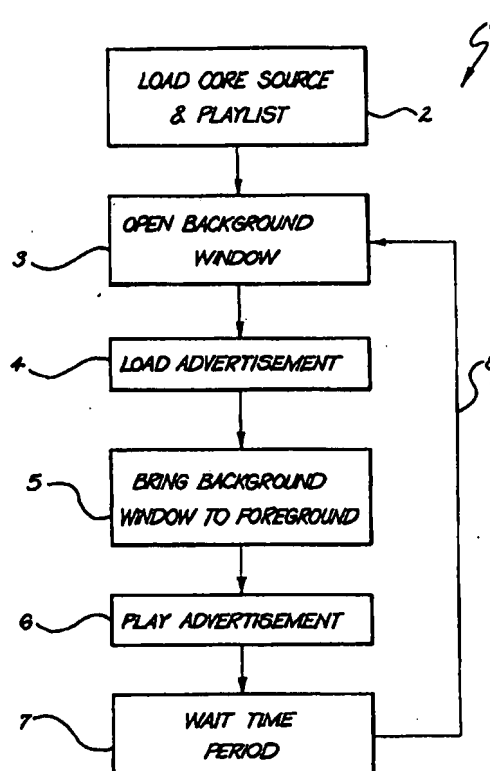 LOAD CORE SOURCE
& PLAYLIST
2
OPEN BACKGROUND
WINDOW
3
4
LOAD ADVERTISEMENT
5
BRING BACKGROUND
WINDOW TO FOREGROUND
6
PLAY ADVERTISEMENT
7
WAIT TIME
PERIOD